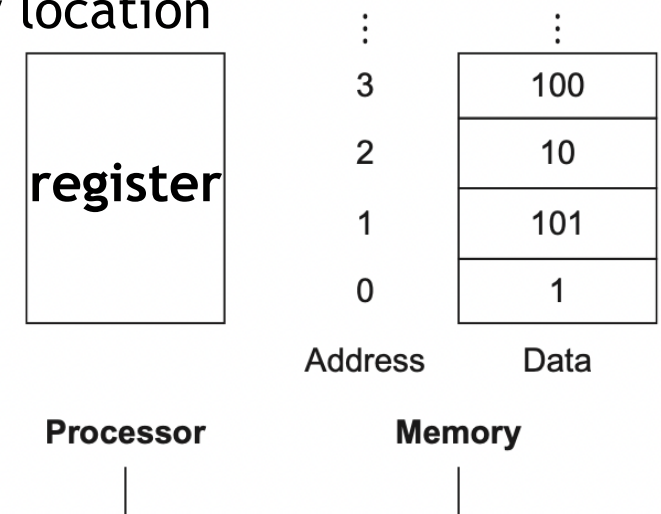 location
⋮ ⋮
3 100
2 10
register
1 101
0 1
Address Data
Processor Memory